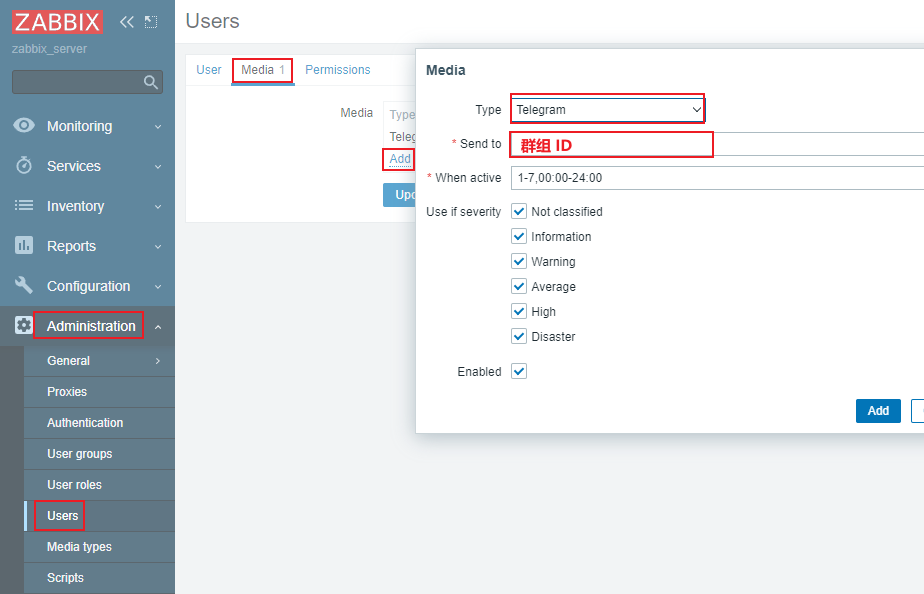 ZABBIX
zabbix_server
Monitoring
Services
Inventory
Reports
Configuration
Administration
General
Proxies
Authentication
User groups
User roles
Users
Media types
Scripts
Users
User Media 1 Permissions
Media
Type
Add
Media
Type Telegram
* Send to 群组 ID
* When active 1-7,00:00-24:00
Use if severity Not classified
Information
Warning
Average
High
Disaster
Enabled
Add